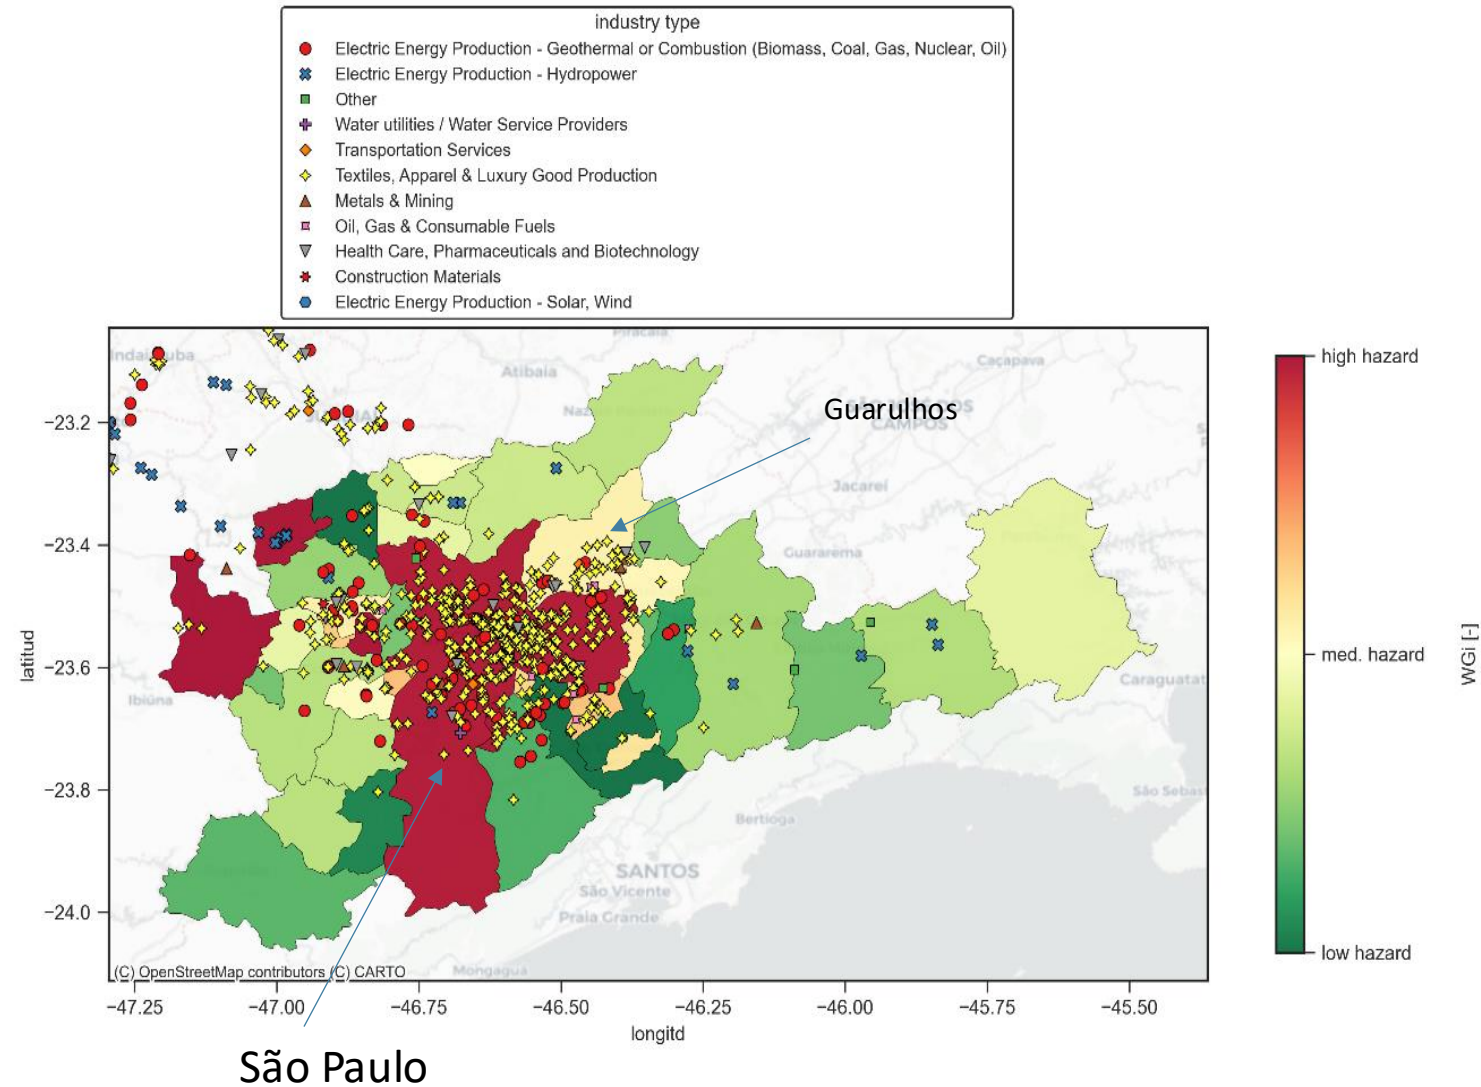 industry type
Electric Energy Production - Geothermal or Combustion (Biomass, Coal, Gas, Nuclear, Oil)
Electric Energy Production - Hydropower
Other
Water utilities / Water Service Providers
Transportation Services
Textiles, Apparel & Luxury Good Production
Metals & Mining
Oil, Gas & Consumable Fuels
Health Care, Pharmaceuticals and Biotechnology
Construction Materials
Electric Energy Production - Solar, Wind
Piracaia
Caçapava
Atibaia
Guarulhos
CAMPOS
Jacareí
Guararema
Ibiúna
Caraguatat
São Sebast
Bertioga
SANTOS
São Vicente
Praia Grande
Mongaguá
(C) OpenStreetMap contributors (C) CARTO
−23.2
−23.4
−23.6
−23.8
−24.0
latitud
−47.25
−47.00
−46.75
−46.50
−46.25
−46.00
−45.75
−45.50
longitd
high hazard
med. hazard
low hazard
WGi [-]
São Paulo